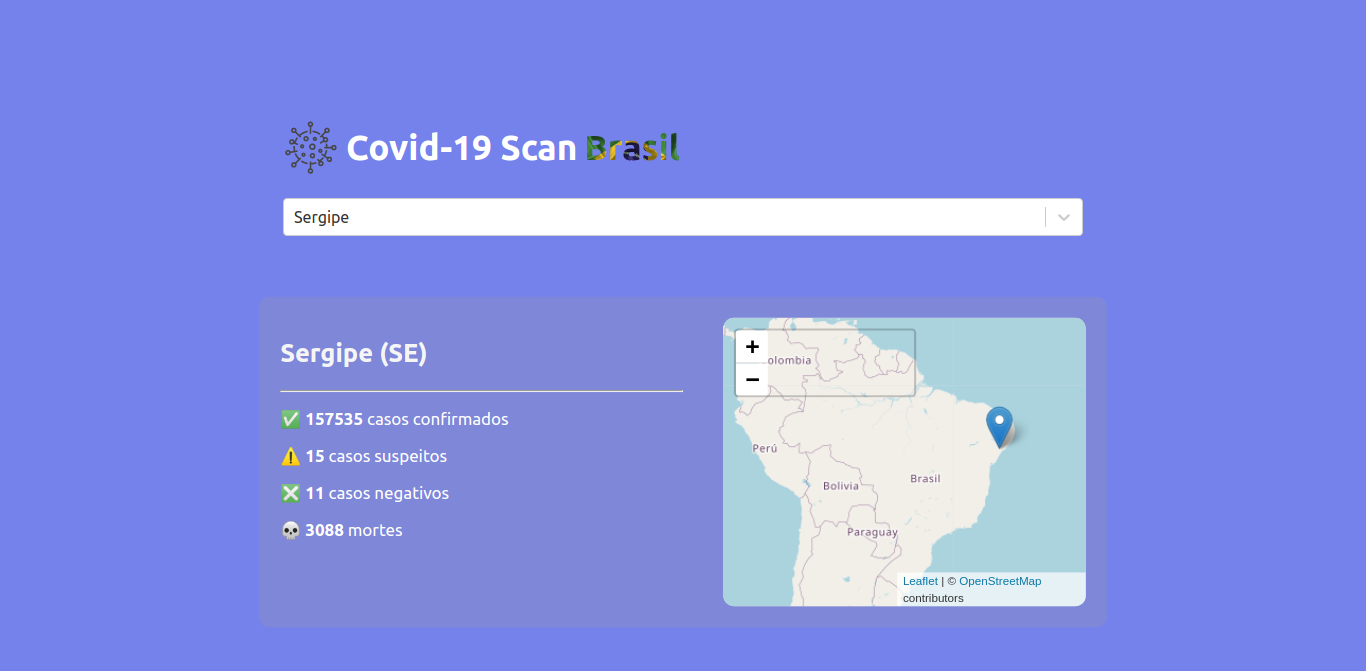 Covid-19 Scan Brasil
Sergipe
Sergipe (SE)
✅ 157535 casos confirmados
⚠️ 15 casos suspeitos
❎ 11 casos negativos
💀 3088 mortes
+
−
olombia
Perú
Brasil
Bolivia
Paraguay
Leaflet | © OpenStreetMap
contributors